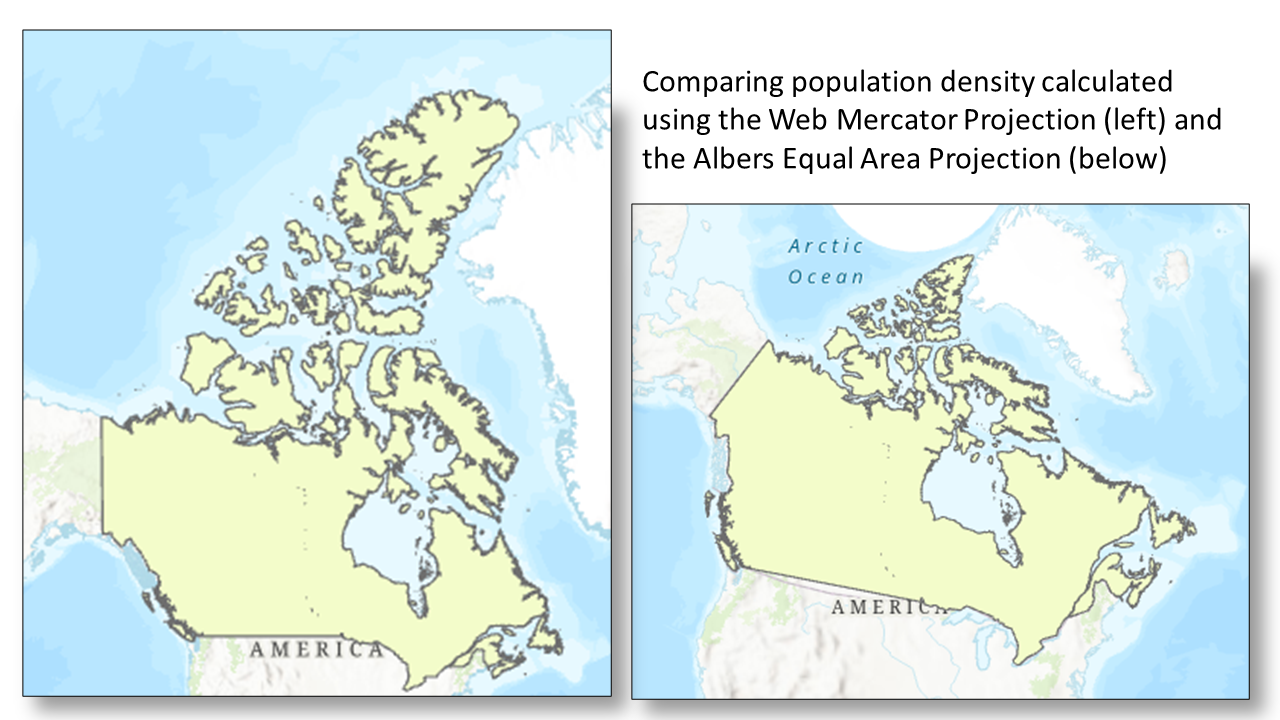 Comparing population density calculated
using the Web Mercator Projection (left) and
the Albers Equal Area Projection (below)
Arctic
Ocean
AMERICA
AMERICA